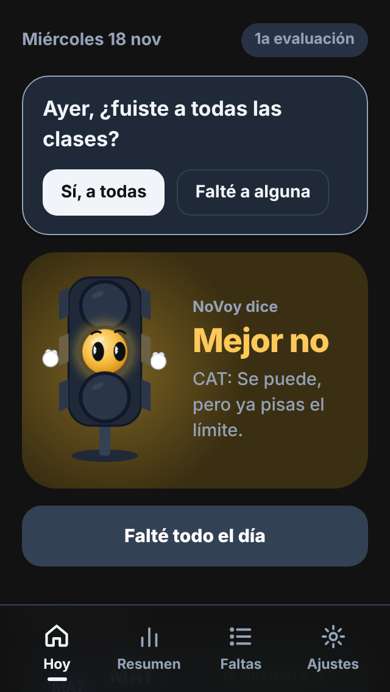 Miércoles 18 nov
1a evaluación
Ayer, ¿fuiste a todas las
clases?
Sí, a todas
Falté a alguna
NoVoy dice
Mejor no
CAT: Se puede,
pero ya pisas el
límite.
Falté todo el día
Hoy
Resumen
Faltas
Ajustes